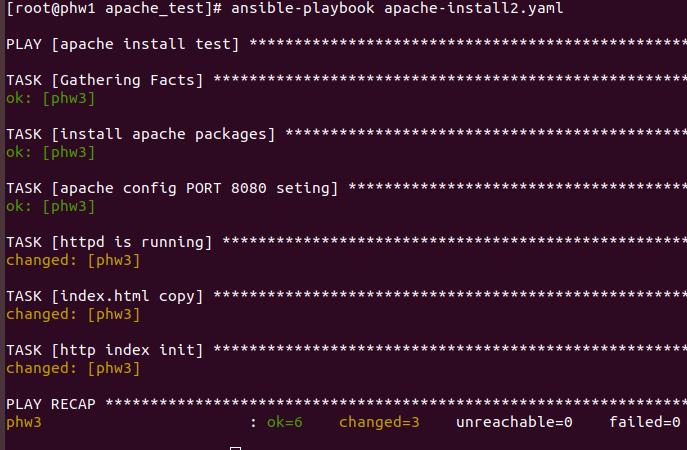 [root@phw1 apache_test]# ansible-playbook apache-install2.yaml
PLAY [apache install test] *************************************************
TASK [Gathering Facts] *****************************************************
ok: [phw3]
TASK [install apache packages] *********************************************
ok: [phw3]
TASK [apache config PORT 8080 seting] **************************************
ok: [phw3]
TASK [httpd is running] ****************************************************
changed: [phw3]
TASK [index.html copy] *****************************************************
changed: [phw3]
TASK [http index init] *****************************************************
changed: [phw3]
PLAY RECAP *****************************************************************
phw3                       : ok=6    changed=3    unreachable=0    failed=0